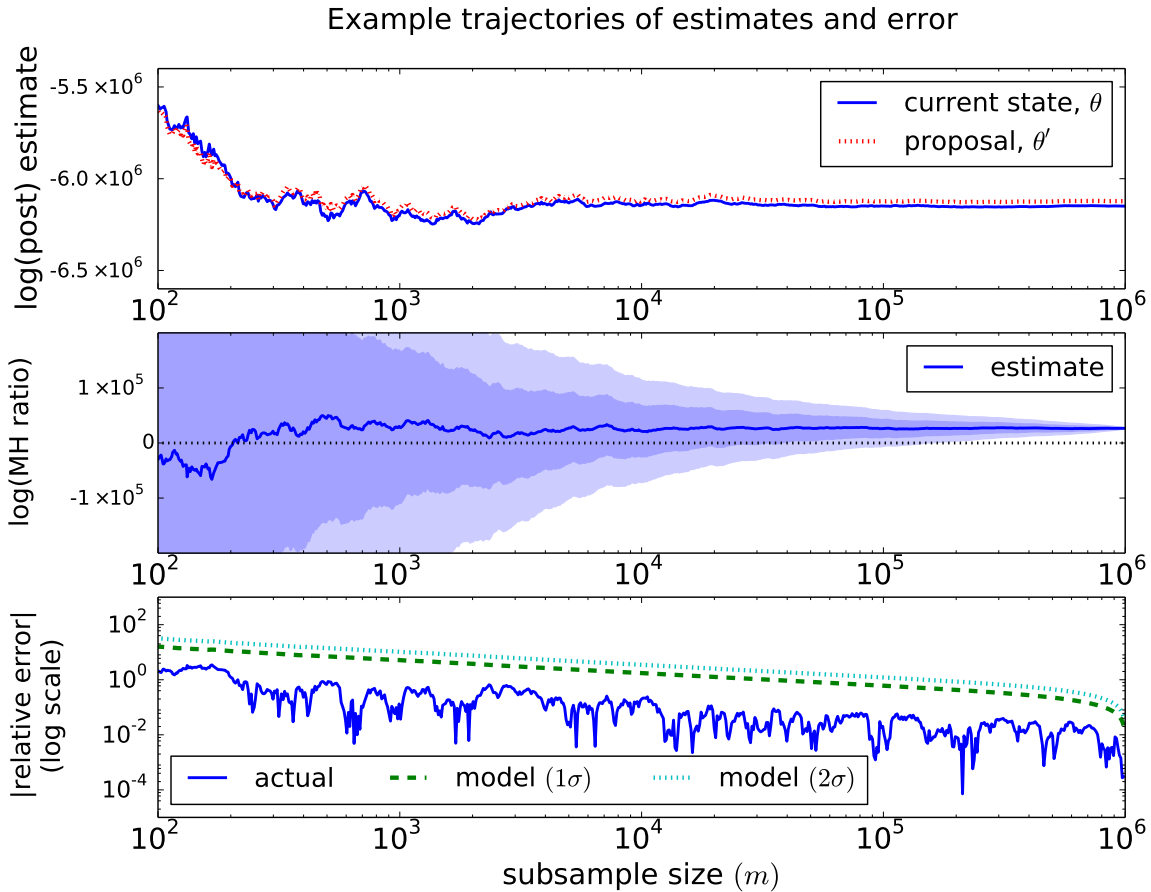 Example trajectories of estimates and error
log(post) estimate
-5.5 ×10⁶
-6.0 ×10⁶
-6.5 ×10⁶
current state, θ
proposal, θ′
10² 10³ 10⁴ 10⁵ 10⁶
log(MH ratio)
1 ×10⁵
0
-1 ×10⁵
estimate
10² 10³ 10⁴ 10⁵ 10⁶
|relative error|
(log scale)
10²
10⁰
10⁻²
10⁻⁴
actual model (1σ) model (2σ)
10² 10³ 10⁴ 10⁵ 10⁶
subsample size (m)